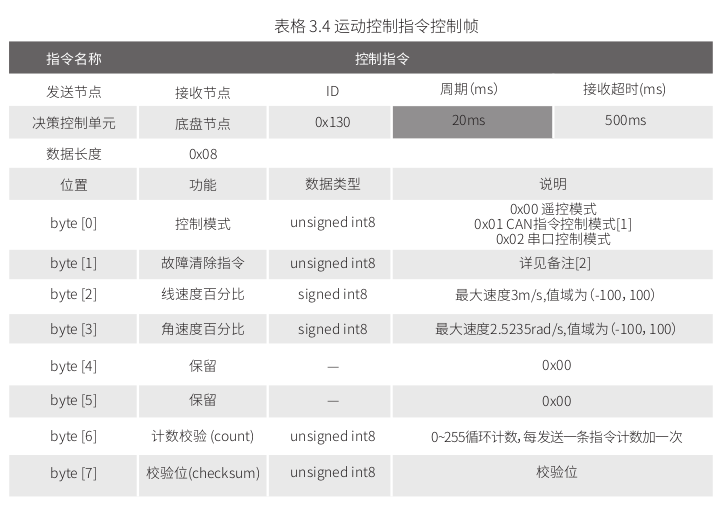 表格 3.4 运动控制指令控制帧
指令名称 控制指令
发送节点 接收节点 ID 周期(ms) 接收超时(ms)
决策控制单元 底盘节点 0x130 20ms 500ms
数据长度 0x08
位置 功能 数据类型 说明
byte [0] 控制模式 unsigned int8 0x00 遥控模式
0x01 CAN指令控制模式[1]
0x02 串口控制模式
byte [1] 故障清除指令 unsigned int8 详见备注[2]
byte [2] 线速度百分比 signed int8 最大速度3m/s,值域为(-100, 100)
byte [3] 角速度百分比 signed int8 最大速度2.5235rad/s,值域为(-100, 100)
byte [4] 保留 — 0x00
byte [5] 保留 — 0x00
byte [6] 计数校验 (count) unsigned int8 0~255循环计数, 每发送一条指令计数加一次
byte [7] 校验位(checksum) unsigned int8 校验位